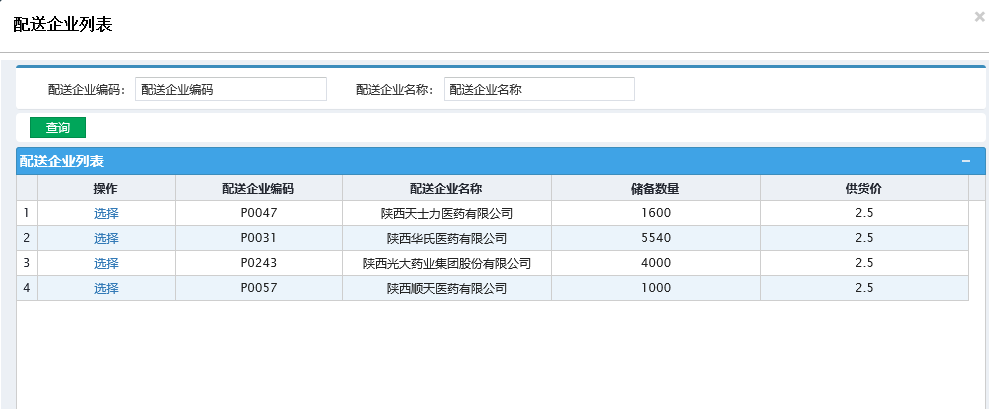 配送企业列表
配送企业编码： 配送企业编码 配送企业名称： 配送企业名称
查询
配送企业列表
操作 配送企业编码 配送企业名称 储备数量 供货价
1 选择 P0047 陕西天士力医药有限公司 1600 2.5
2 选择 P0031 陕西华氏医药有限公司 5540 2.5
3 选择 P0243 陕西光大药业集团股份有限公司 4000 2.5
4 选择 P0057 陕西顺天医药有限公司 1000 2.5